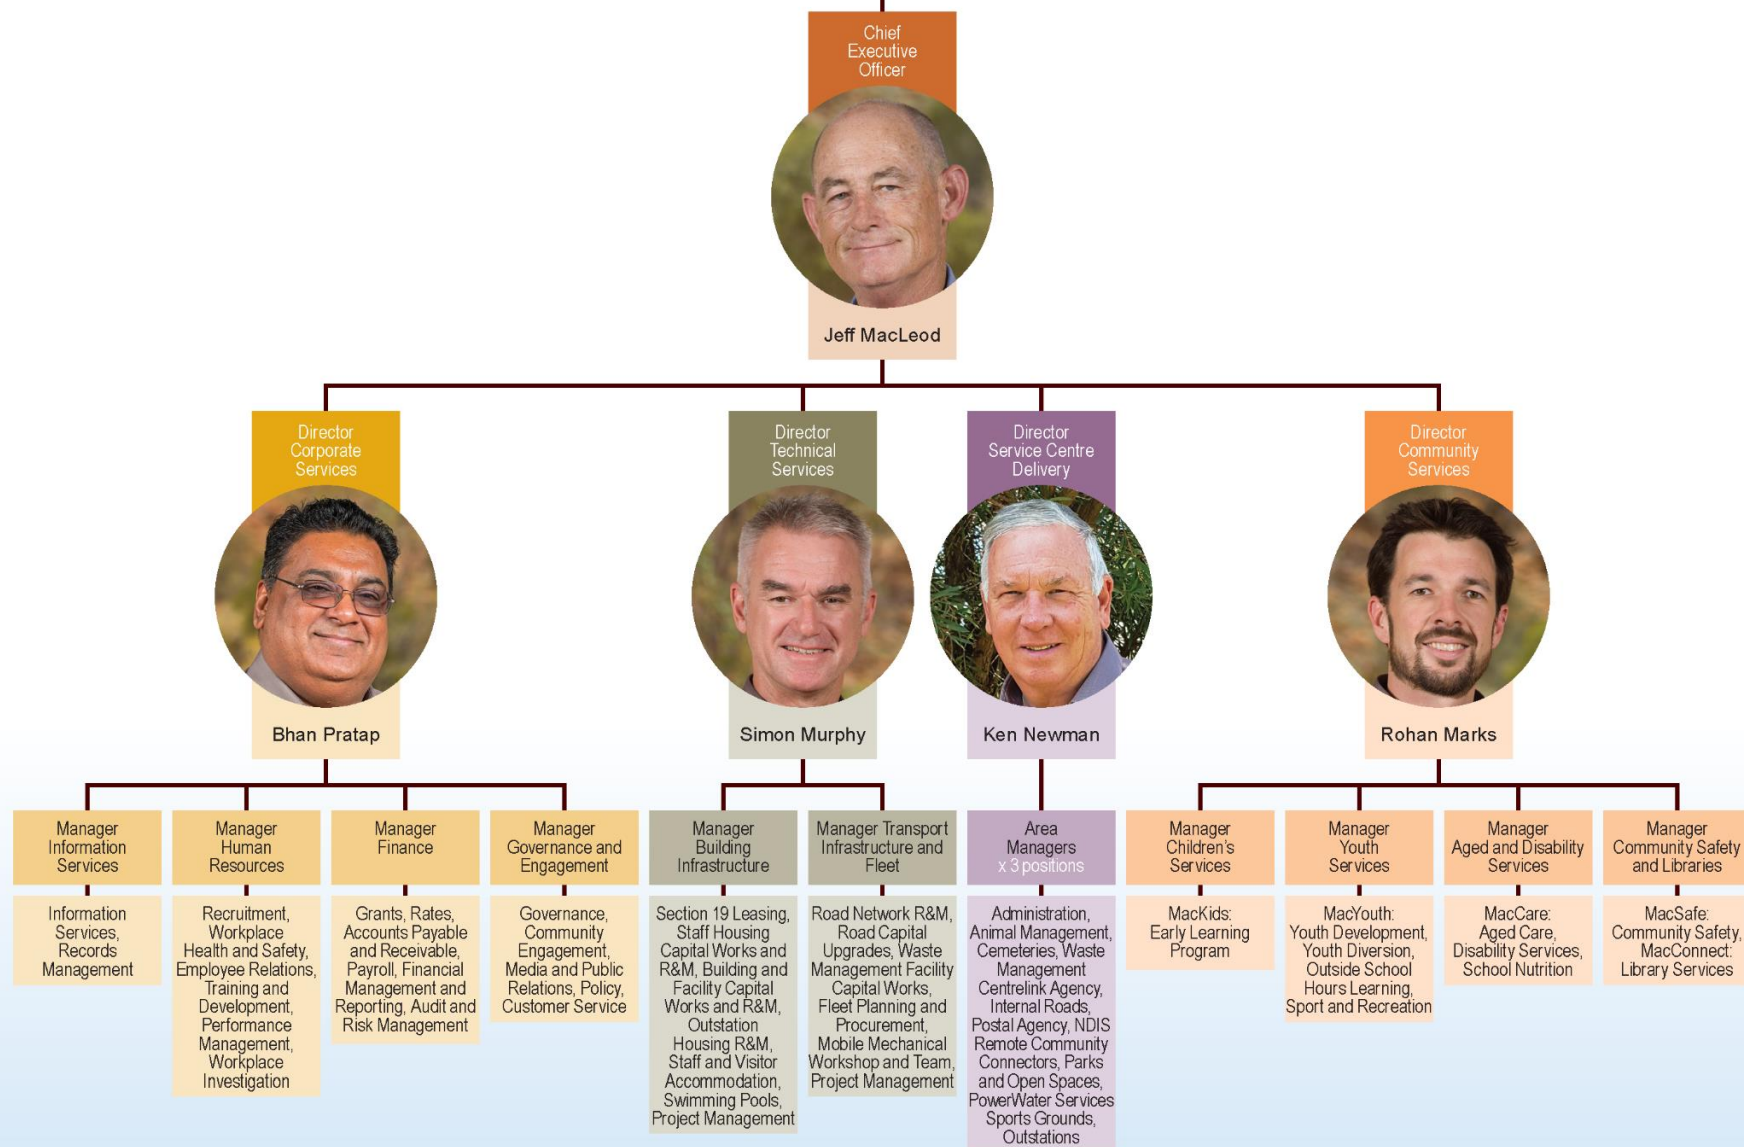 Chief
Executive
Officer
Jeff MacLeod
Director
Corporate
Services
Bhan Pratap
Director
Technical
Services
Simon Murphy
Director
Service Centre
Delivery
Ken Newman
Director
Community
Services
Rohan Marks
Manager
Information
Services
Information
Services,
Records
Management
Manager
Human
Resources
Recruitment,
Workplace
Health and Safety,
Employee Relations,
Training and
Development,
Performance
Management,
Workplace
Investigation
Manager
Finance
Grants, Rates,
Accounts Payable
and Receivable,
Payroll, Financial
Management and
Reporting, Audit and
Risk Management
Manager
Governance and
Engagement
Governance,
Community
Engagement,
Media and Public
Relations, Policy,
Customer Service
Manager
Building
Infrastructure
Section 19 Leasing,
Staff Housing
Capital Works and
R&M, Building and
Facility Capital
Works and R&M,
Outstation
Housing R&M,
Staff and Visitor
Accommodation,
Swimming Pools,
Project Management
Manager Transport
Infrastructure and
Fleet
Road Network R&M,
Road Capital
Upgrades, Waste
Management Facility
Capital Works,
Fleet Planning and
Procurement,
Mobile Mechanical
Workshop and Team,
Project Management
Area
Managers
x 3 positions
Administration,
Animal Management,
Cemeteries, Waste
Management
Centrelink Agency,
Internal Roads,
Postal Agency, NDIS
Remote Community
Connectors, Parks
and Open Spaces,
PowerWater Services
Sports Grounds,
Outstations
Manager
Children's
Services
MacKids:
Early Learning
Program
Manager
Youth
Services
MacYouth:
Youth Development,
Youth Diversion,
Outside School
Hours Learning,
Sport and Recreation
Manager
Aged and Disability
Services
MacCare:
Aged Care,
Disability Services,
School Nutrition
Manager
Community Safety
and Libraries
MacSafe:
Community Safety,
MacConnect:
Library Services